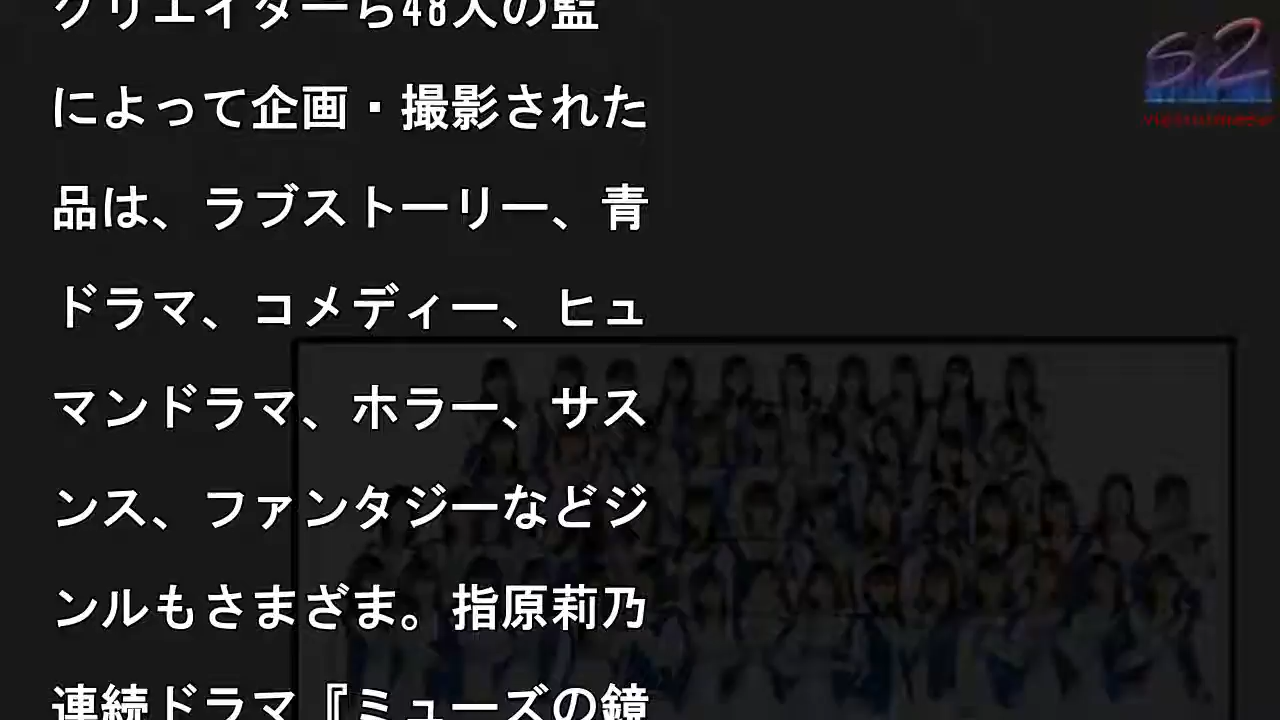 クリエイターら48人の監
によって企画・撮影された
品は、ラブストーリー、青
ドラマ、コメディー、ヒュ
マンドラマ、ホラー、サス
ンス、ファンタジーなどジ
ンルもさまざま。指原莉乃
連続ドラマ『ミューズの鏡
S2